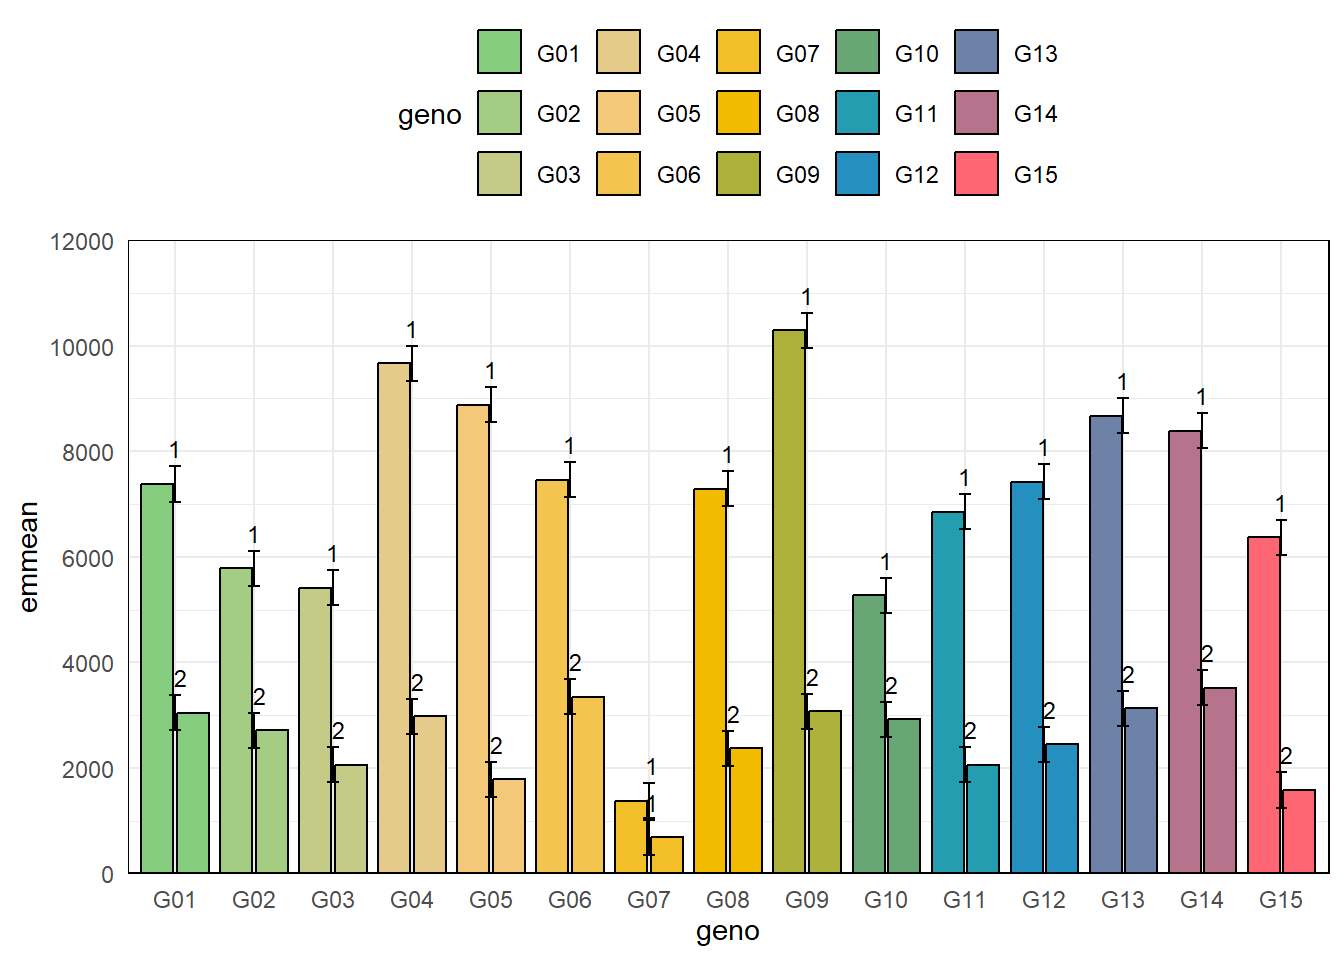 G01 G04 G07 G10 G13
geno G02 G05 G08 G11 G14
G03 G06 G09 G12 G15
12000
10000
8000
6000
4000
2000
0
emmean
1 1 1 1 1 1 1 1 1 1 1 1 1 1 1
2 2 2 2 2 2 1 2 2 2 2 2 2 2 2
G01 G02 G03 G04 G05 G06 G07 G08 G09 G10 G11 G12 G13 G14 G15
geno